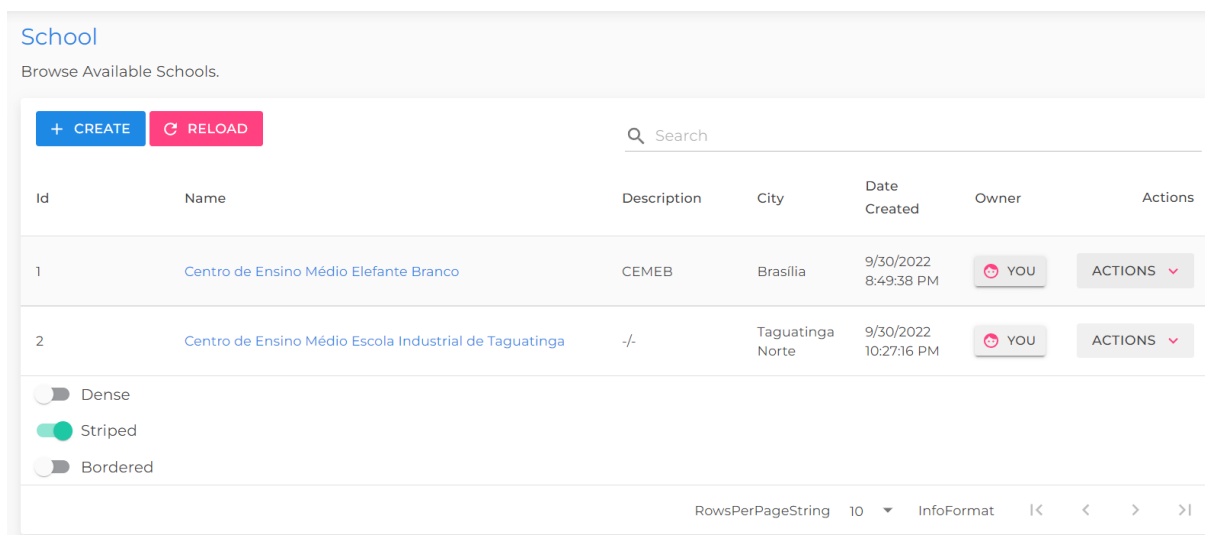 School
Browse Available Schools.
+ CREATE
RELOAD
Search
Id Name Description City Date Created Owner Actions
1 Centro de Ensino Médio Elefante Branco CEMEB Brasília 9/30/2022 8:49:38 PM YOU ACTIONS
2 Centro de Ensino Médio Escola Industrial de Taguatinga -/- Taguatinga Norte 9/30/2022 10:27:16 PM YOU ACTIONS
Dense
Striped
Bordered
RowsPerPageString 10 InfoFormat